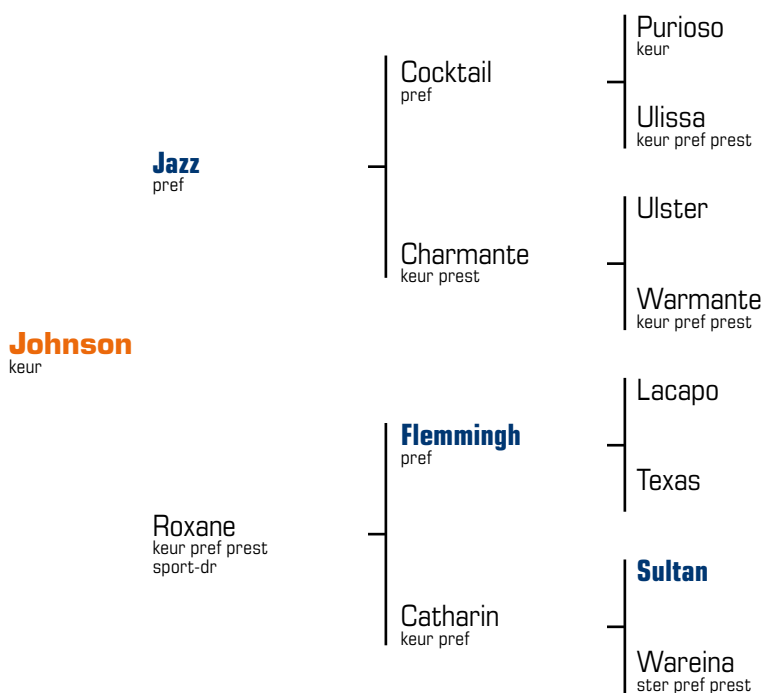 Purioso
keur
Cocktail
pref
Ulissa
keur pref prest
Jazz
pref
Ulster
Charmante
keur prest
Warmante
keur pref prest
Johnson
keur
Lacapo
Flemmingh
pref
Texas
Roxane
keur pref prest
sport-dr
Sultan
Catharin
keur pref
Wareina
ster pref prest